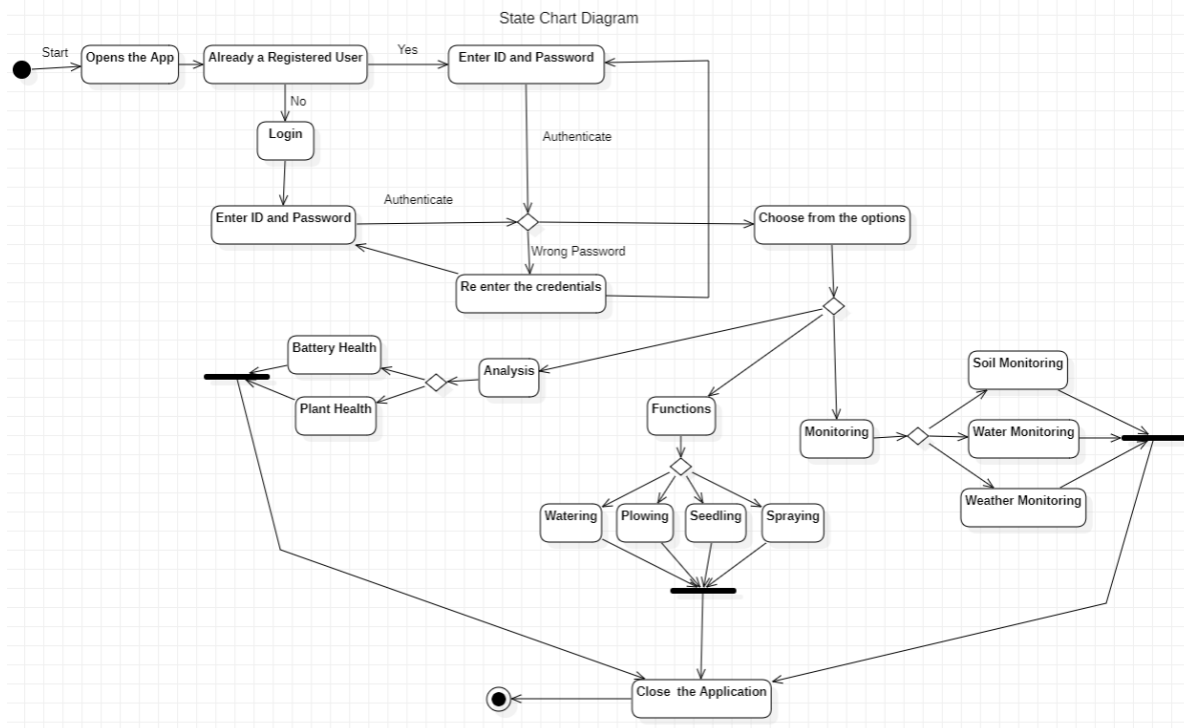 State Chart Diagram
Start
Opens the App
Already a Registered User
Yes
Enter ID and Password
No
Login
Authenticate
Enter ID and Password
Authenticate
Choose from the options
Wrong Password
Re enter the credentials
Battery Health
Analysis
Plant Health
Functions
Monitoring
Soil Monitoring
Water Monitoring
Weather Monitoring
Watering
Plowing
Seedling
Spraying
Close the Application